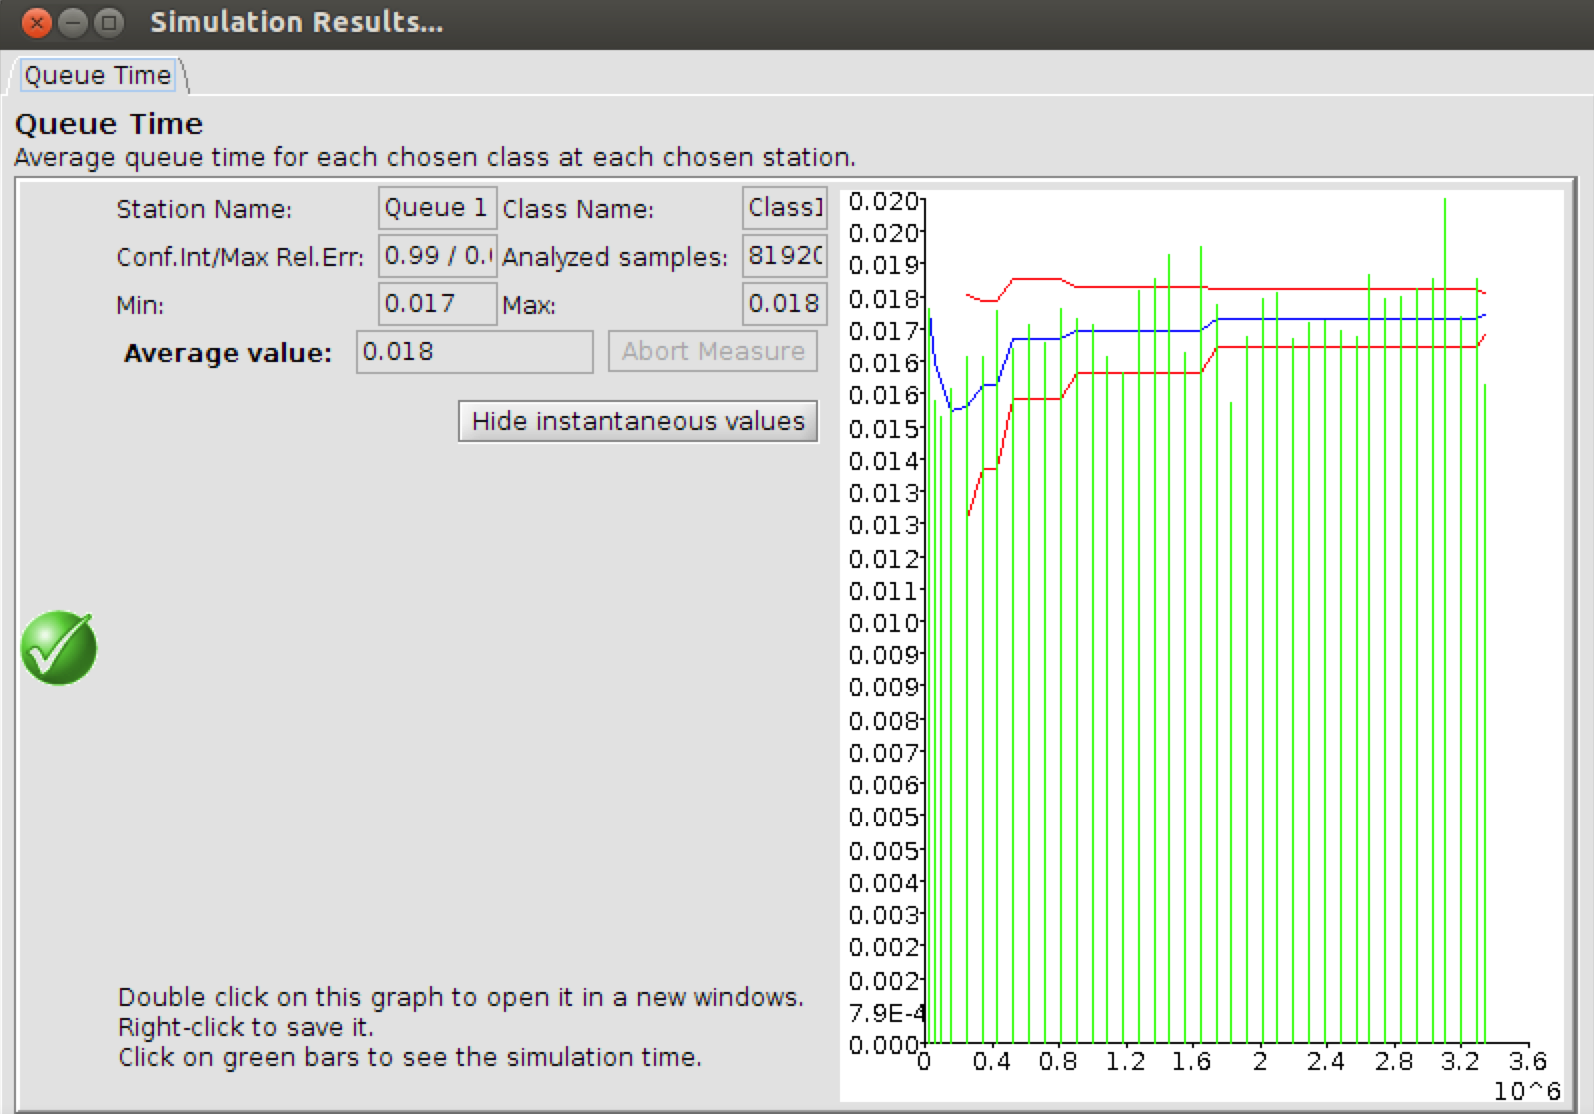 Simulation Results...
Queue Time
Queue Time
Average queue time for each chosen class at each chosen station.
Station Name: Queue 1 Class Name: Class1
Conf.Int/Max Rel.Err: 0.99 / 0.0 Analyzed samples: 81920
Min: 0.017 Max: 0.018
Average value: 0.018 Abort Measure
Hide instantaneous values
Double click on this graph to open it in a new windows.
Right-click to save it.
Click on green bars to see the simulation time.
0.020
0.020
0.019
0.018
0.017
0.016
0.016
0.015
0.014
0.013
0.013
0.012
0.011
0.010
0.009
0.009
0.008
0.007
0.006
0.005
0.005
0.004
0.003
0.002
0.002
7.9E-4
0.000
0 0.4 0.8 1.2 1.6 2 2.4 2.8 3.2 3.6
10^6